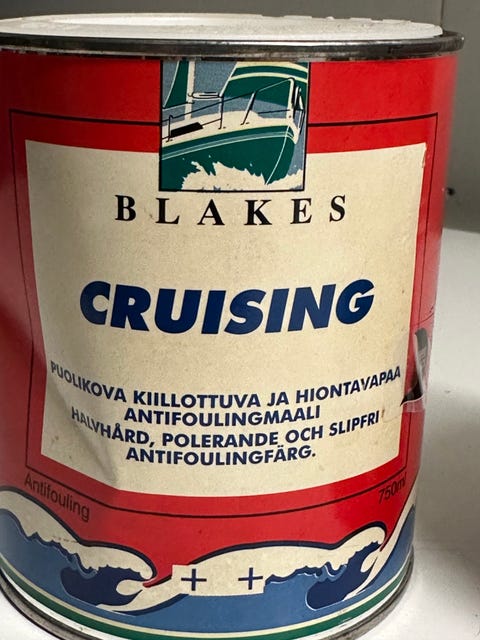 BLAKES
CRUISING
PUOLIKOVA KIILLOTTUVA JA HIONTAVAPAA
ANTIFOULINGMAALI
HALVHÅRD, POLERANDE OCH SLIPFRI
ANTIFOULINGFÄRG.
Antifouling
750ml